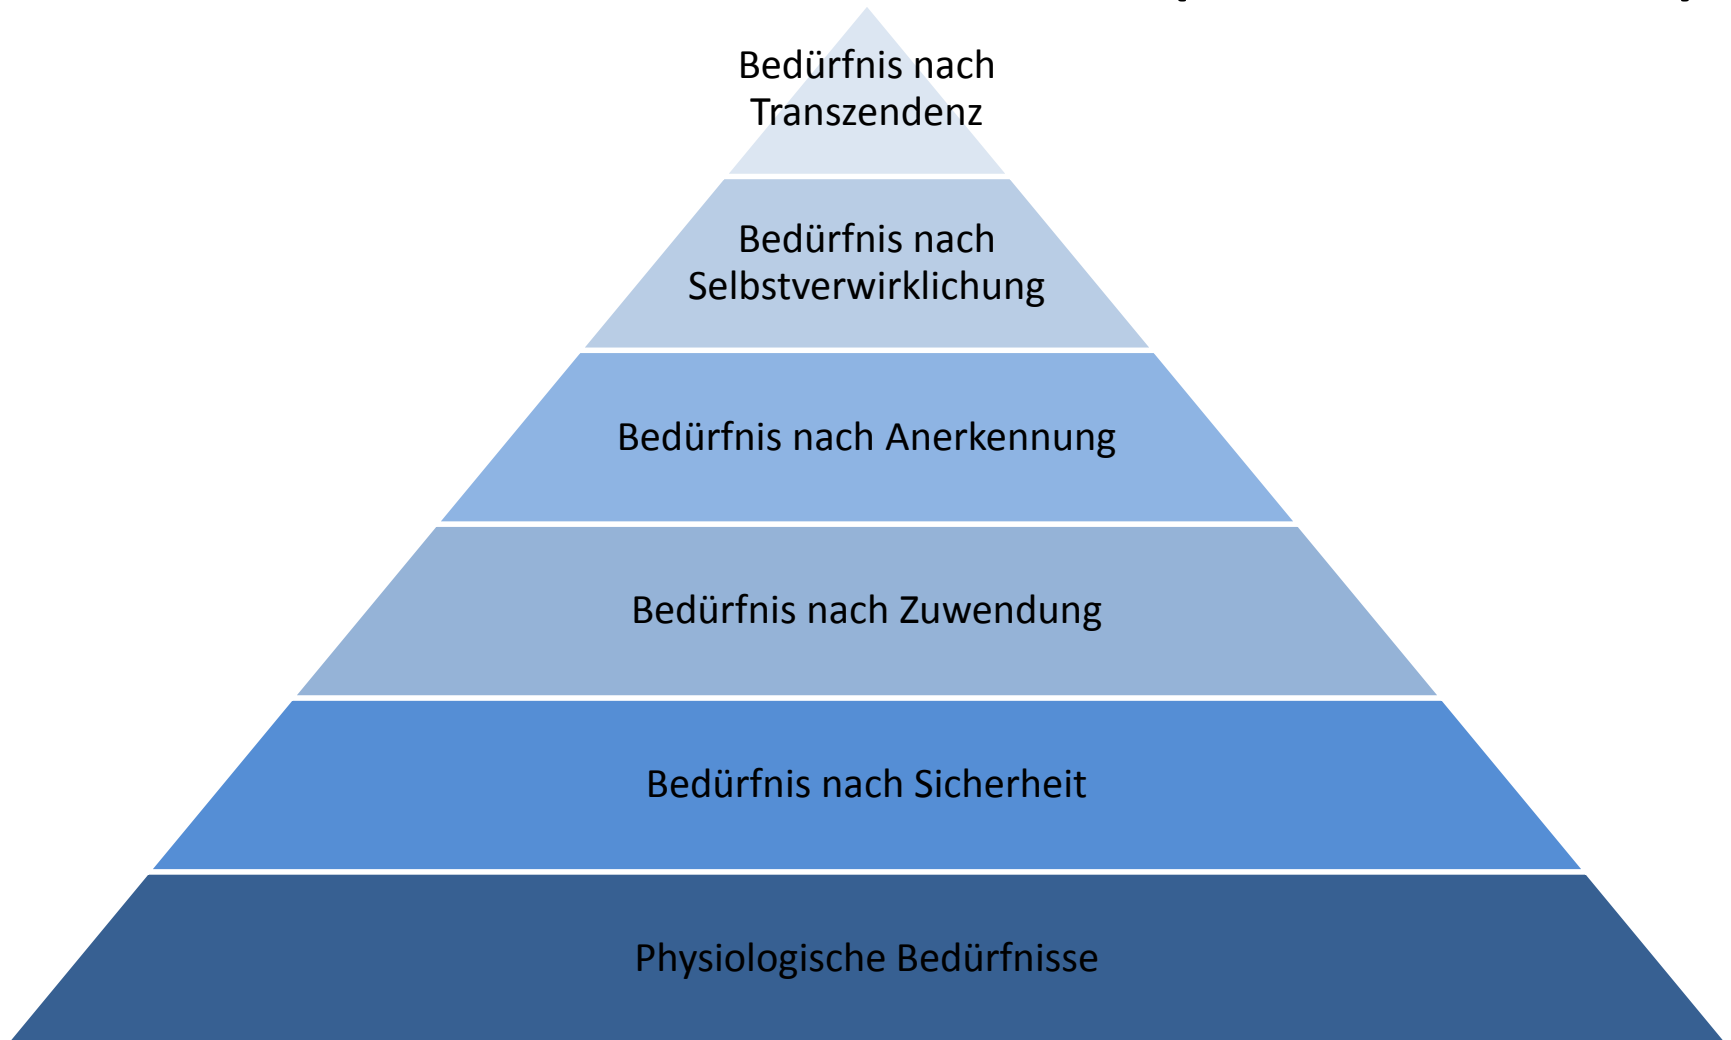 Bedürfnis nach
Transzendenz
Bedürfnis nach
Selbstverwirklichung
Bedürfnis nach Anerkennung
Bedürfnis nach Zuwendung
Bedürfnis nach Sicherheit
Physiologische Bedürfnisse